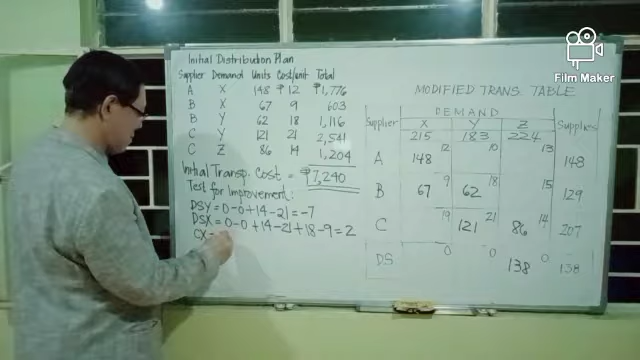 Initial Distribution Plan
Supplier Demand Units Cost/unit Total
A X 148 ₱12 ₱1,776
B X 67 9 603
B Y 62 18 1,116
C Y 121 21 2,541
C Z 86 14 1,204
Initial Transp. Cost = ₱7,240
Test for Improvement:
DSY = 0-0+14-21=-7
DSX = 0-0+14-21+18-9=2
CX =
MODIFIED TRANS. TABLE
DEMAND
Supplier X Y Z Supplies
215 183 224
A 148 12 10 13 148
B 67 9 62 18 15 129
C 19 121 21 86 14 207
DS 0 0 138 0 138
Film Maker